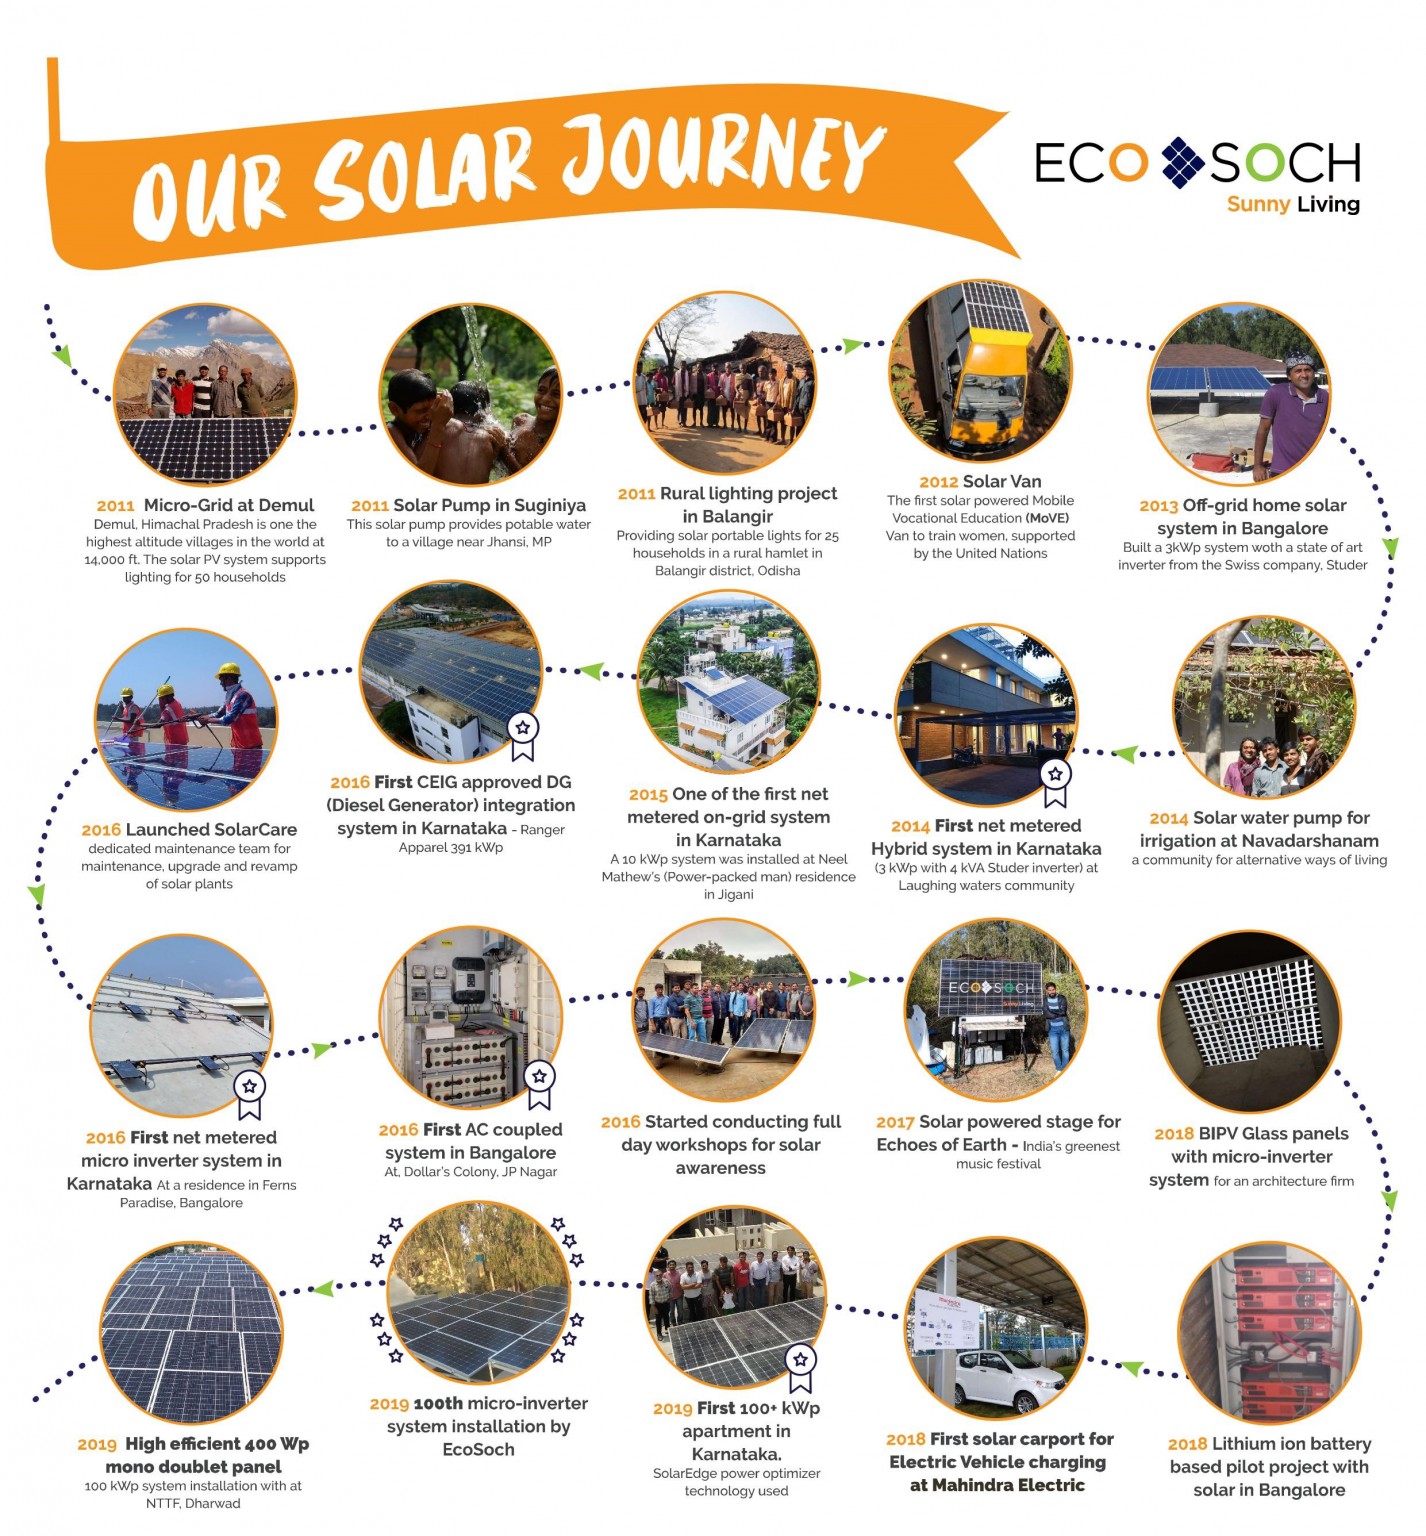 OUR SOLAR JOURNEY
ECO SOCH
Sunny Living
2011 Micro-Grid at Demul
Demul, Himachal Pradesh is one the
highest altitude villages in the world at
14,000 ft. The solar PV system supports
lighting for 50 households
2011 Solar Pump in Suginiya
This solar pump provides potable water
to a village near Jhansi, MP
2011 Rural lighting project
in Balangir
Providing solar portable lights for 25
households in a rural hamlet in
Balangir district, Odisha
2012 Solar Van
The first solar powered Mobile
Vocational Education (MoVE)
Van to train women, supported
by the United Nations
2013 Off-grid home solar
system in Bangalore
Built a 3kWp system woth a state of art
inverter from the Swiss company, Studer
2014 Solar water pump for
irrigation at Navadarshanam
a community for alternative ways of living
2014 First net metered
Hybrid system in Karnataka
(3 kWp with 4 kVA Studer inverter) at
Laughing waters community
2015 One of the first net
metered on-grid system
in Karnataka
A 10 kWp system was installed at Neel
Mathew's (Power-packed man) residence
in Jigani
2016 First CEIG approved DG
(Diesel Generator) integration
system in Karnataka - Ranger
Apparel 391 kWp
2016 Launched SolarCare
dedicated maintenance team for
maintenance, upgrade and revamp
of solar plants
2016 First net metered
micro inverter system in
Karnataka At a residence in Ferns
Paradise, Bangalore
2016 First AC coupled
system in Bangalore
At, Dollar's Colony, JP Nagar
2016 Started conducting full
day workshops for solar
awareness
ECO SOCH
Sunny Living
2017 Solar powered stage for
Echoes of Earth - India's greenest
music festival
2018 BIPV Glass panels
with micro-inverter
system for an architecture firm
2018 Lithium ion battery
based pilot project with
solar in Bangalore
2018 First solar carport for
Electric Vehicle charging
at Mahindra Electric
2019 First 100+ kWp
apartment in
Karnataka.
SolarEdge power optimizer
technology used
2019 100th micro-inverter
system installation by
EcoSoch
2019 High efficient 400 Wp
mono doublet panel
100 kWp system installation with at
NTTF, Dharwad